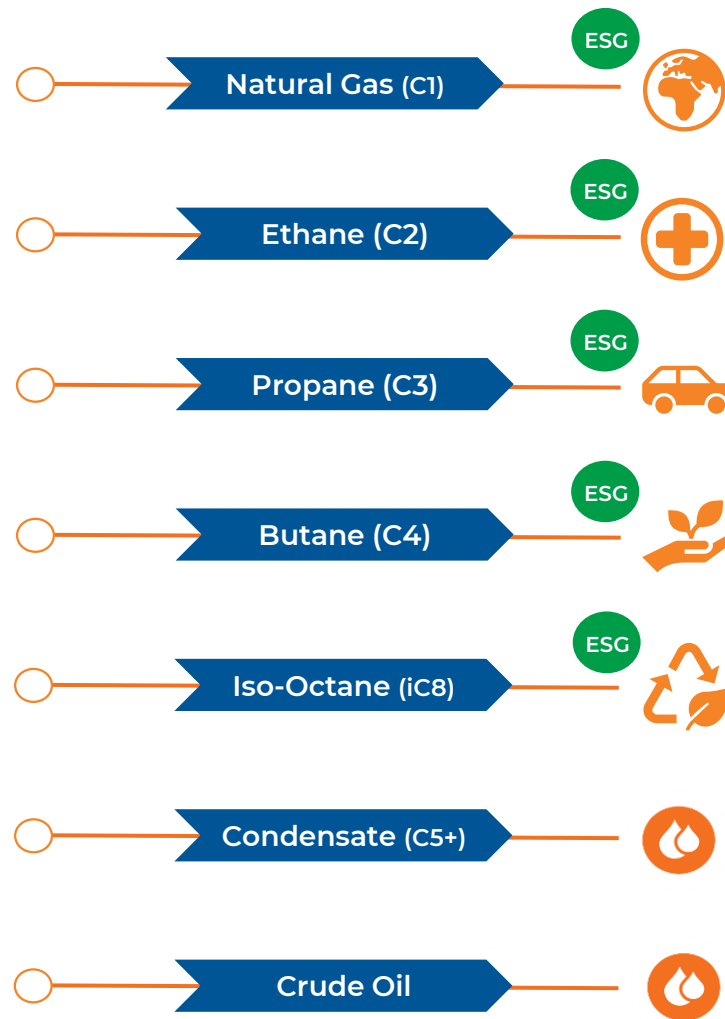 ESG
Natural Gas (C1)
ESG
Ethane (C2)
ESG
Propane (C3)
ESG
Butane (C4)
ESG
Iso-Octane (iC8)
Condensate (C5+)
Crude Oil